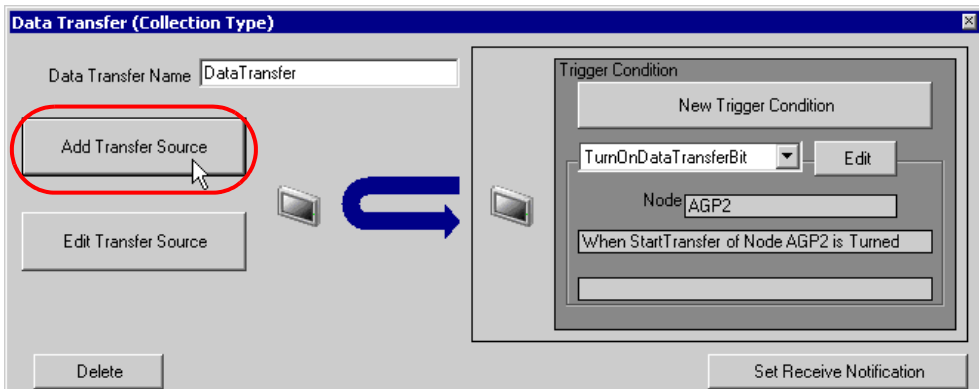 Data Transfer (Collection Type)
Data Transfer Name DataTransfer
Add Transfer Source
Edit Transfer Source
Delete
Trigger Condition
New Trigger Condition
TurnOnDataTransferBit Edit
Node AGP2
When StartTransfer of Node AGP2 is Turned
Set Receive Notification